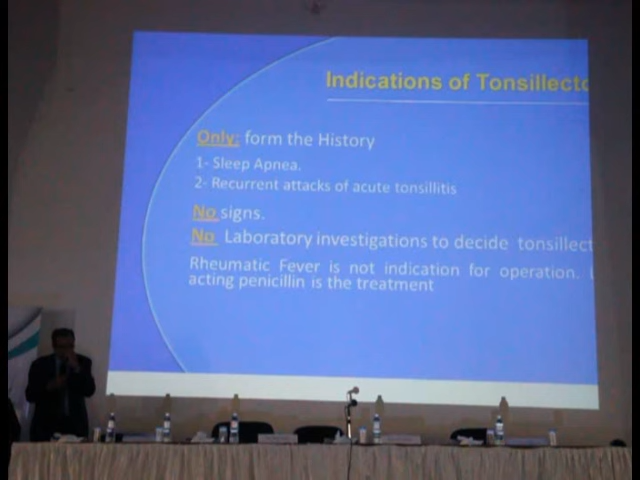 Indications of Tonsillecto
Only: form the History
1- Sleep Apnea.
2- Recurrent attacks of acute tonsillitis
No signs.
No Laboratory investigations to decide tonsillect
Rheumatic Fever is not indication for operation. L
acting penicillin is the treatment